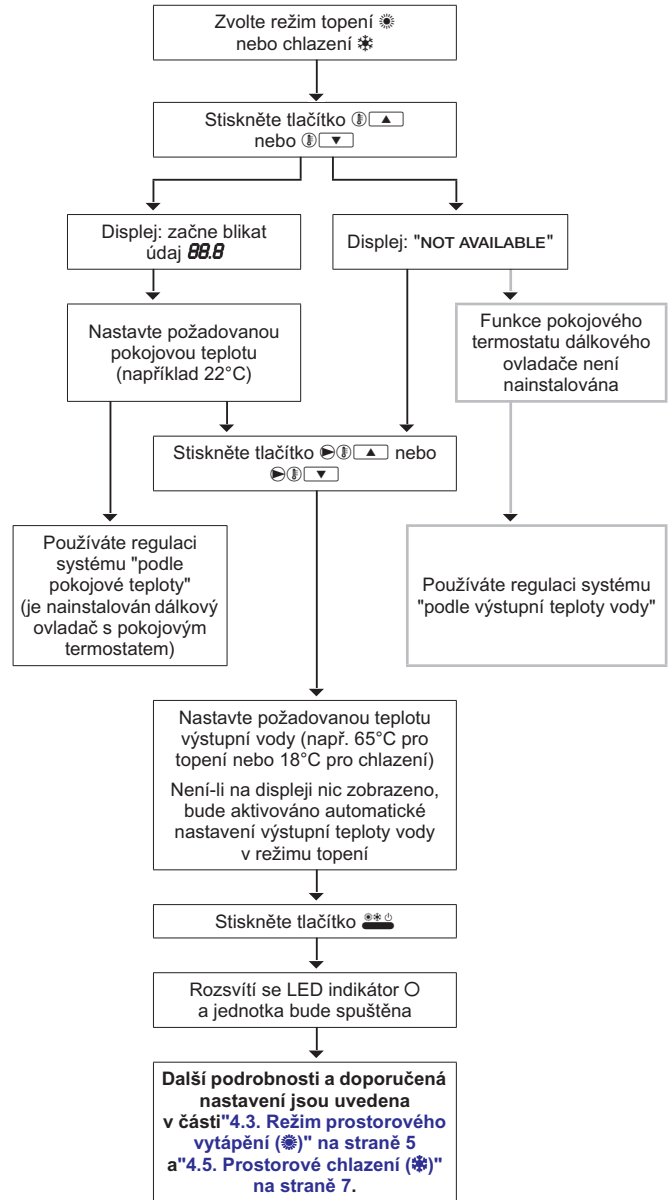 Zvolte režim topení ☀
nebo chlazení ❄
Stiskněte tlačítko 🌡▲
nebo 🌡▼
Displej: začne blikat
údaj 88.8
Displej: "NOT AVAILABLE"
Nastavte požadovanou
pokojovou teplotu
(například 22°C)
Funkce pokojového
termostatu dálkového
ovladače není
nainstalována
Stiskněte tlačítko ▶🌡▲ nebo
▶🌡▼
Používáte regulaci
systému "podle
pokojové teploty"
(je nainstalován dálkový
ovladač s pokojovým
termostatem)
Používáte regulaci systému
"podle výstupní teploty vody"
Nastavte požadovanou teplotu
výstupní vody (např. 65°C pro
topení nebo 18°C pro chlazení)
Není-li na displeji nic zobrazeno,
bude aktivováno automatické
nastavení výstupní teploty vody
v režimu topení
Stiskněte tlačítko ☀❄⏻
Rozsvítí se LED indikátor O
a jednotka bude spuštěna
Další podrobnosti a doporučená
nastavení jsou uvedena
v části"4.3. Režim prostorového
vytápění (☀)" na straně 5
a"4.5. Prostorové chlazení (❄)"
na straně 7.